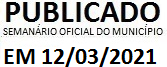 PUBLICADO
SEMANÁRIO OFICIAL DO MUNICÍPIO
EM 12/03/2021